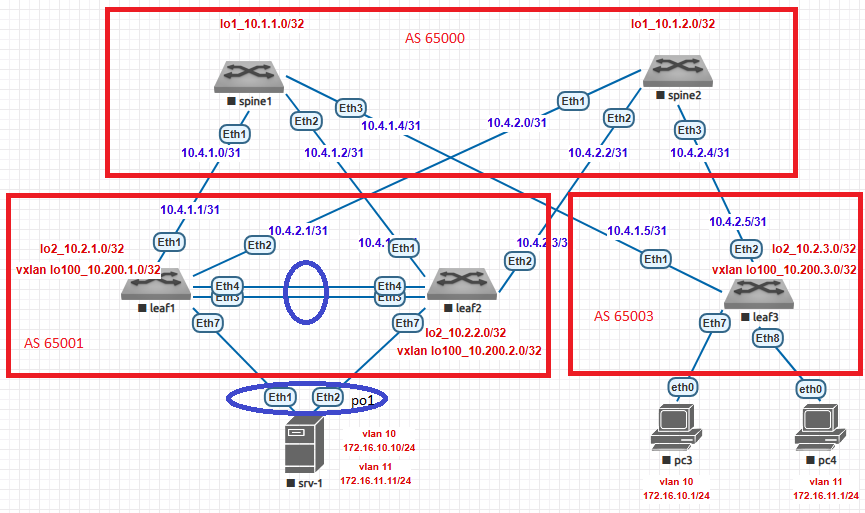 lo1_10.1.1.0/32
lo1_10.1.2.0/32
AS 65000
spine1
spine2
Eth3
Eth1
Eth2
Eth2
Eth1
Eth3
10.4.1.4/31
10.4.2.0/31
10.4.1.0/31
10.4.1.2/31
10.4.2.2/31
10.4.2.4/31
10.4.1.1/31
10.4.2.1/31
10.4.1
10.4.1.5/31
10.4.2.5/31
lo2_10.2.1.0/32
Eth1
Eth2
Eth1
2.3/3
Eth2
Eth1
Eth2
lo2_10.2.3.0/32
vxlan lo100_10.200.1.0/32
vxlan lo100_10.200.3.0/32
leaf1
Eth4
Eth3
Eth4
Eth3
leaf2
leaf3
Eth7
Eth7
Eth7
Eth8
AS 65001
lo2_10.2.2.0/32
vxlan lo100_10.200.2.0/32
AS 65003
Eth1
Eth2
po1
eth0
eth0
vlan 10
172.16.10.10/24
vlan 11
172.16.11.11/24
srv-1
pc3
pc4
vlan 10
172.16.10.1/24
vlan 11
172.16.11.1/24